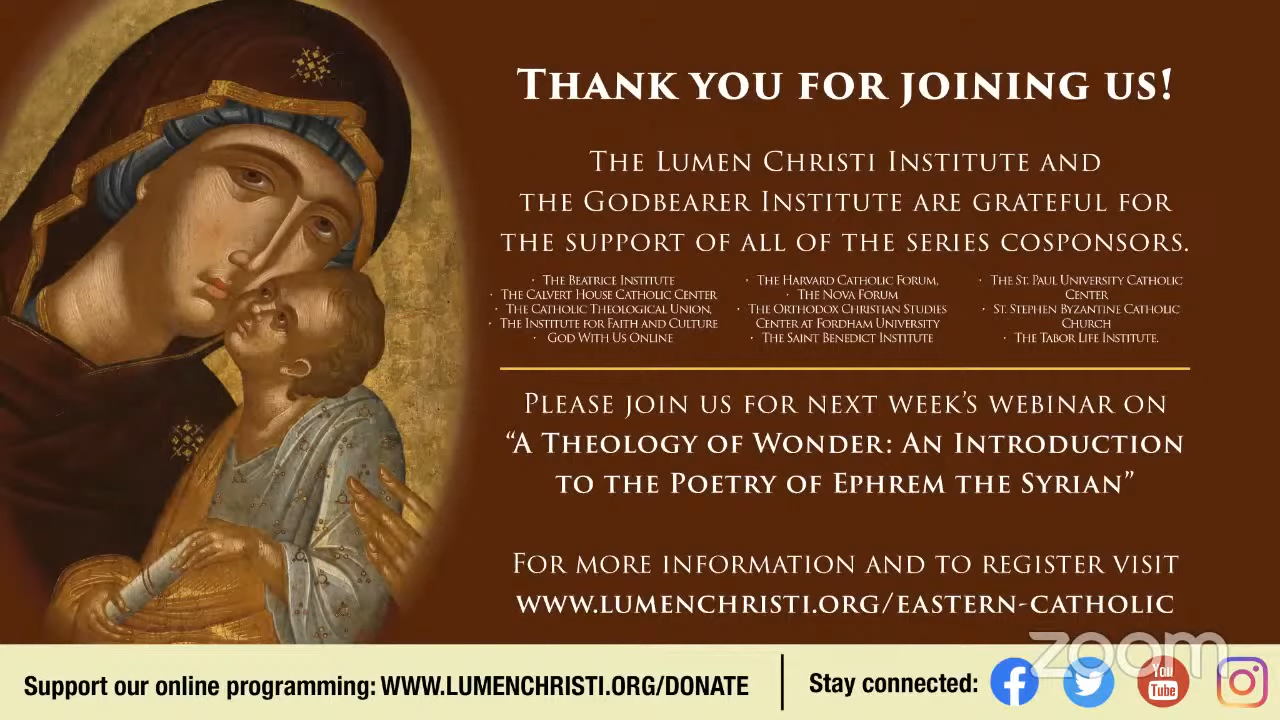 THANK YOU FOR JOINING US!
THE LUMEN CHRISTI INSTITUTE AND
THE GODBEARER INSTITUTE ARE GRATEFUL FOR
THE SUPPORT OF ALL OF THE SERIES COSPONSORS.
· THE BEATRICE INSTITUTE
· THE CALVERT HOUSE CATHOLIC CENTER
· THE CATHOLIC THEOLOGICAL UNION,
· THE INSTITUTE FOR FAITH AND CULTURE
· GOD WITH US ONLINE
· THE HARVARD CATHOLIC FORUM,
· THE NOVA FORUM
· THE ORTHODOX CHRISTIAN STUDIES
CENTER AT FORDHAM UNIVERSITY
· THE SAINT BENEDICT INSTITUTE
· THE ST. PAUL UNIVERSITY CATHOLIC
CENTER
· ST. STEPHEN BYZANTINE CATHOLIC
CHURCH
· THE TABOR LIFE INSTITUTE.
PLEASE JOIN US FOR NEXT WEEK'S WEBINAR ON
“A THEOLOGY OF WONDER: AN INTRODUCTION
TO THE POETRY OF EPHREM THE SYRIAN”
FOR MORE INFORMATION AND TO REGISTER VISIT
WWW.LUMENCHRISTI.ORG/EASTERN-CATHOLIC
zoom
Support our online programming: WWW.LUMENCHRISTI.ORG/DONATE
Stay connected:
You
Tube